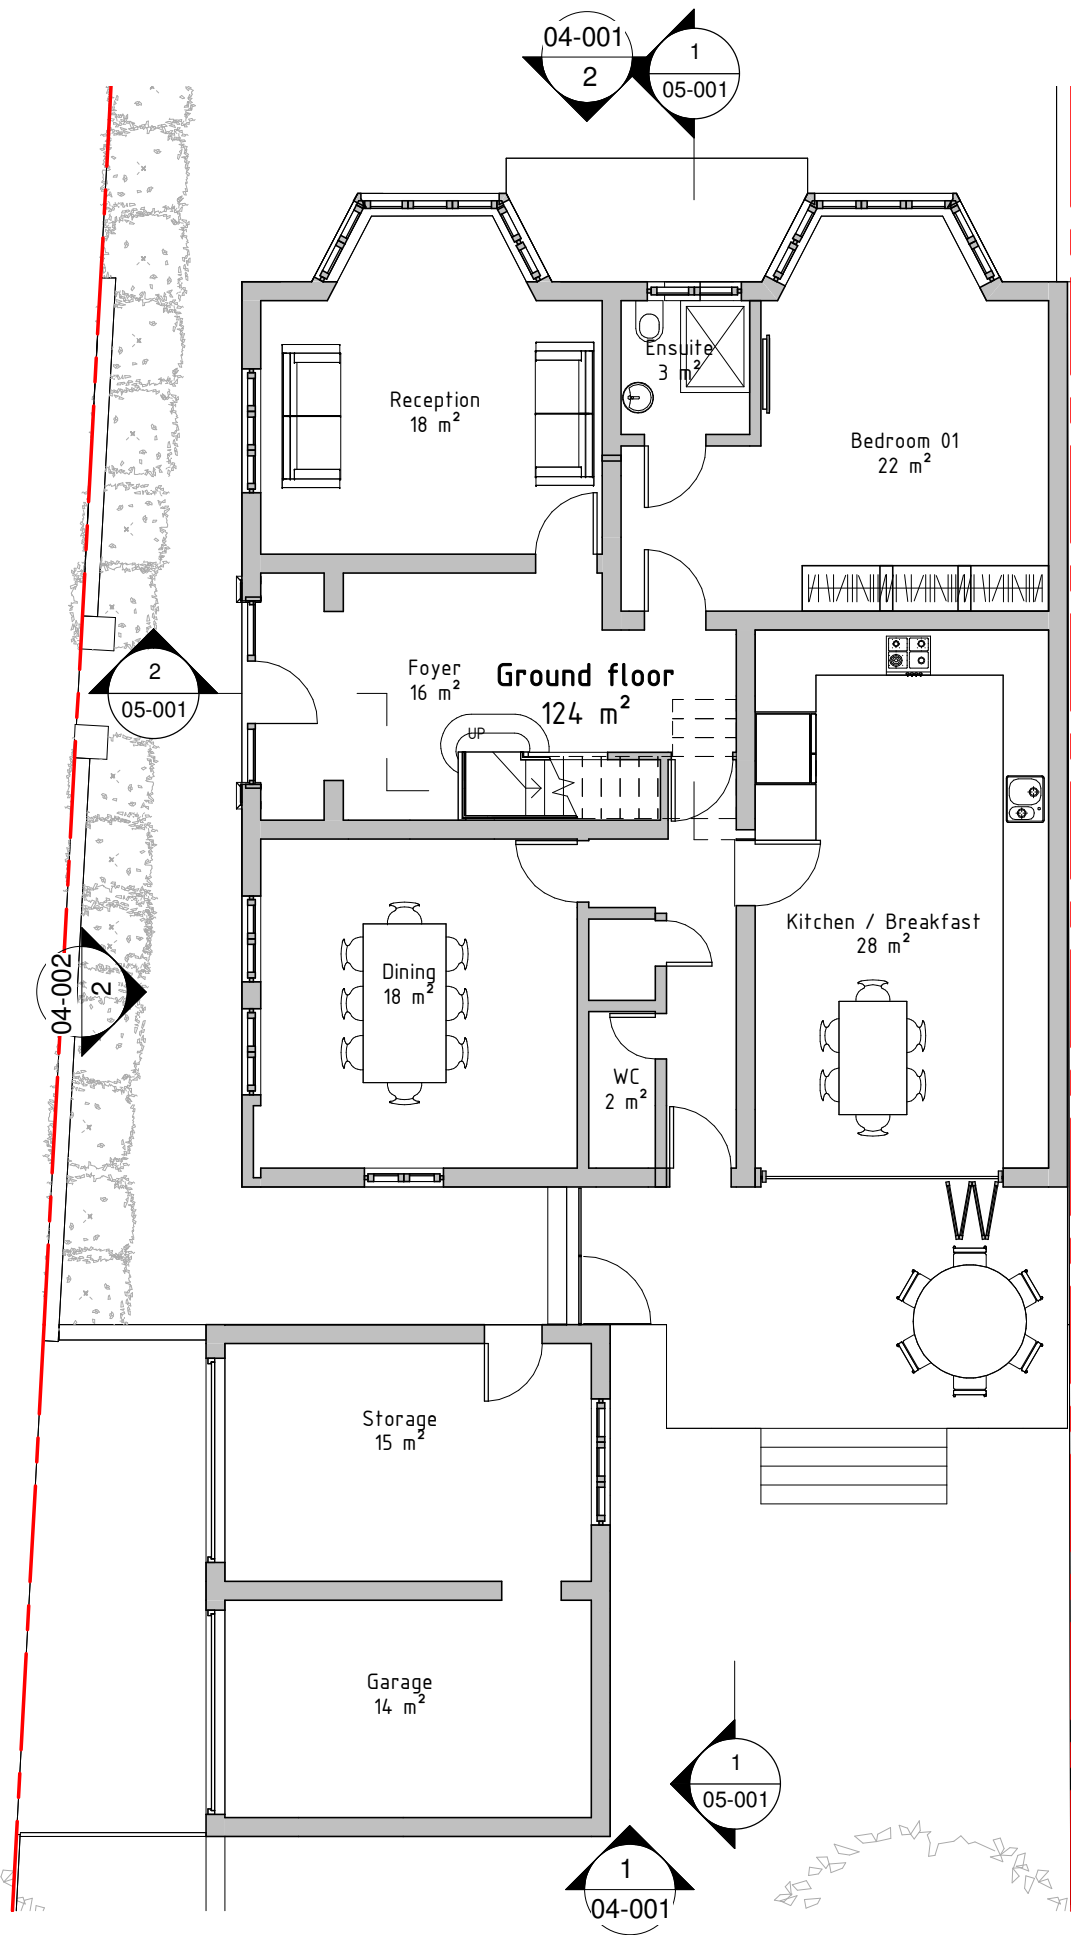 04-001
2
1
05-001
Ensuite
3 m²
Reception
18 m²
Bedroom 01
22 m²
Foyer
16 m²
Ground floor
124 m²
2
05-001
UP
Kitchen / Breakfast
28 m²
Dining
18 m²
04-002
2
WC
2 m²
Storage
15 m²
Garage
14 m²
1
05-001
1
04-001